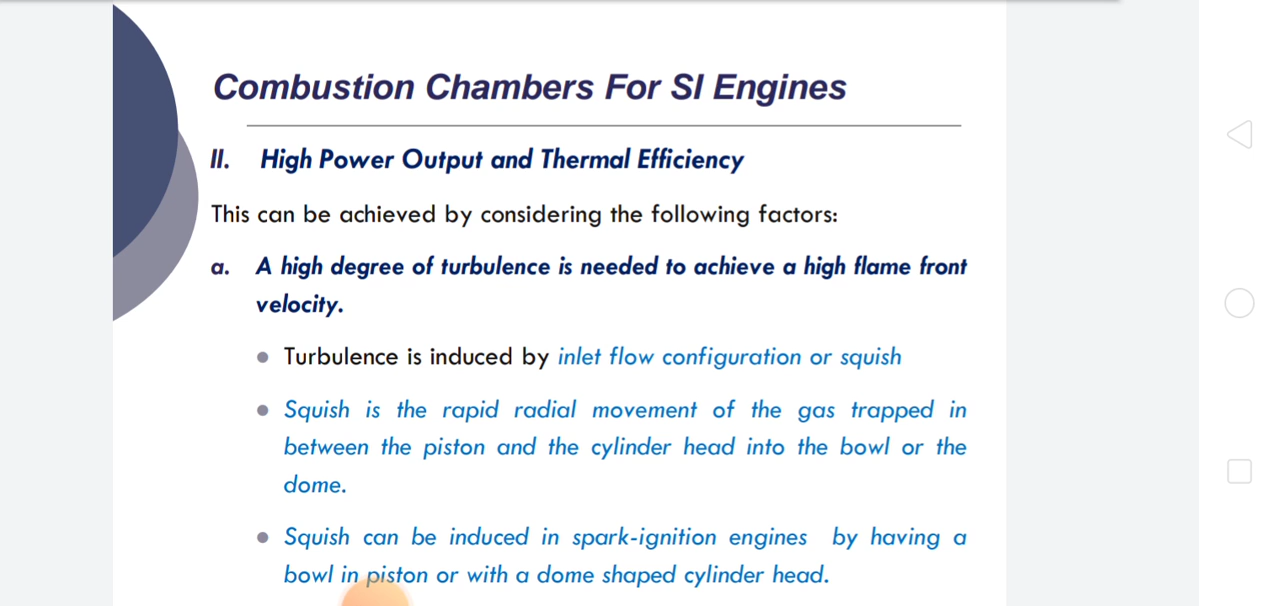 Combustion Chambers For SI Engines
II. High Power Output and Thermal Efficiency
This can be achieved by considering the following factors:
a. A high degree of turbulence is needed to achieve a high flame front
velocity.
• Turbulence is induced by inlet flow configuration or squish
• Squish is the rapid radial movement of the gas trapped in
between the piston and the cylinder head into the bowl or the
dome.
• Squish can be induced in spark-ignition engines by having a
bowl in piston or with a dome shaped cylinder head.